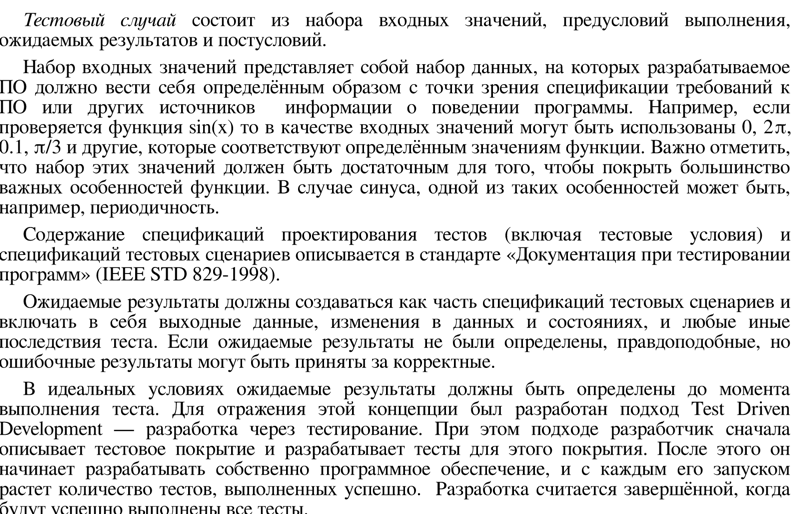 Тестовый случай состоит из набора входных значений, предусловий выполнения,
ожидаемых результатов и постусловий.
Набор входных значений представляет собой набор данных, на которых разрабатываемое
ПО должно вести себя определённым образом с точки зрения спецификации требований к
ПО или других источников информации о поведении программы. Например, если
проверяется функция sin(x) то в качестве входных значений могут быть использованы 0, 2π,
0.1, π/3 и другие, которые соответствуют определённым значениям функции. Важно отметить,
что набор этих значений должен быть достаточным для того, чтобы покрыть большинство
важных особенностей функции. В случае синуса, одной из таких особенностей может быть,
например, периодичность.
Содержание спецификаций проектирования тестов (включая тестовые условия) и
спецификаций тестовых сценариев описывается в стандарте «Документация при тестировании
программ» (IEEE STD 829-1998).
Ожидаемые результаты должны создаваться как часть спецификаций тестовых сценариев и
включать в себя выходные данные, изменения в данных и состояниях, и любые иные
последствия теста. Если ожидаемые результаты не были определены, правдоподобные, но
ошибочные результаты могут быть приняты за корректные.
В идеальных условиях ожидаемые результаты должны быть определены до момента
выполнения теста. Для отражения этой концепции был разработан подход Test Driven
Development — разработка через тестирование. При этом подходе разработчик сначала
описывает тестовое покрытие и разрабатывает тесты для этого покрытия. После этого он
начинает разрабатывать собственно программное обеспечение, и с каждым его запуском
растет количество тестов, выполненных успешно. Разработка считается завершённой, когда
будут успешно выполнены все тесты.